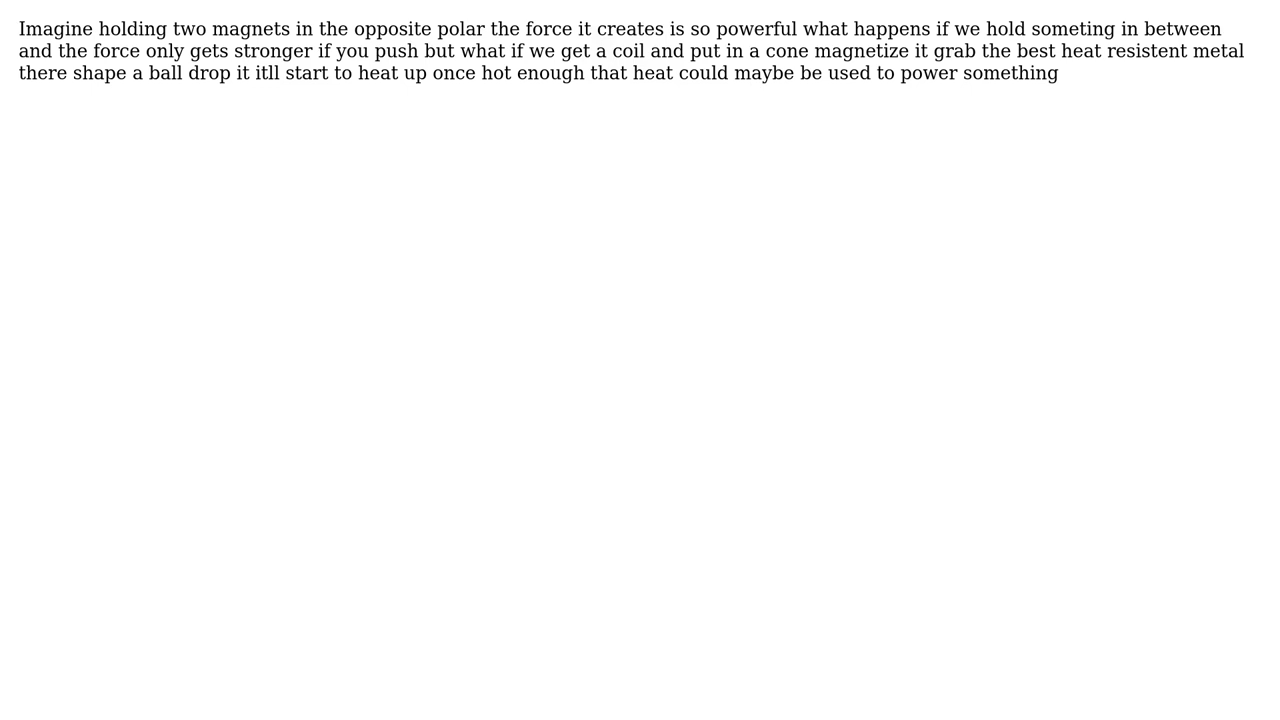 Imagine holding two magnets in the opposite polar the force it creates is so powerful what happens if we hold someting in between
and the force only gets stronger if you push but what if we get a coil and put in a cone magnetize it grab the best heat resistent metal
there shape a ball drop it itll start to heat up once hot enough that heat could maybe be used to power something